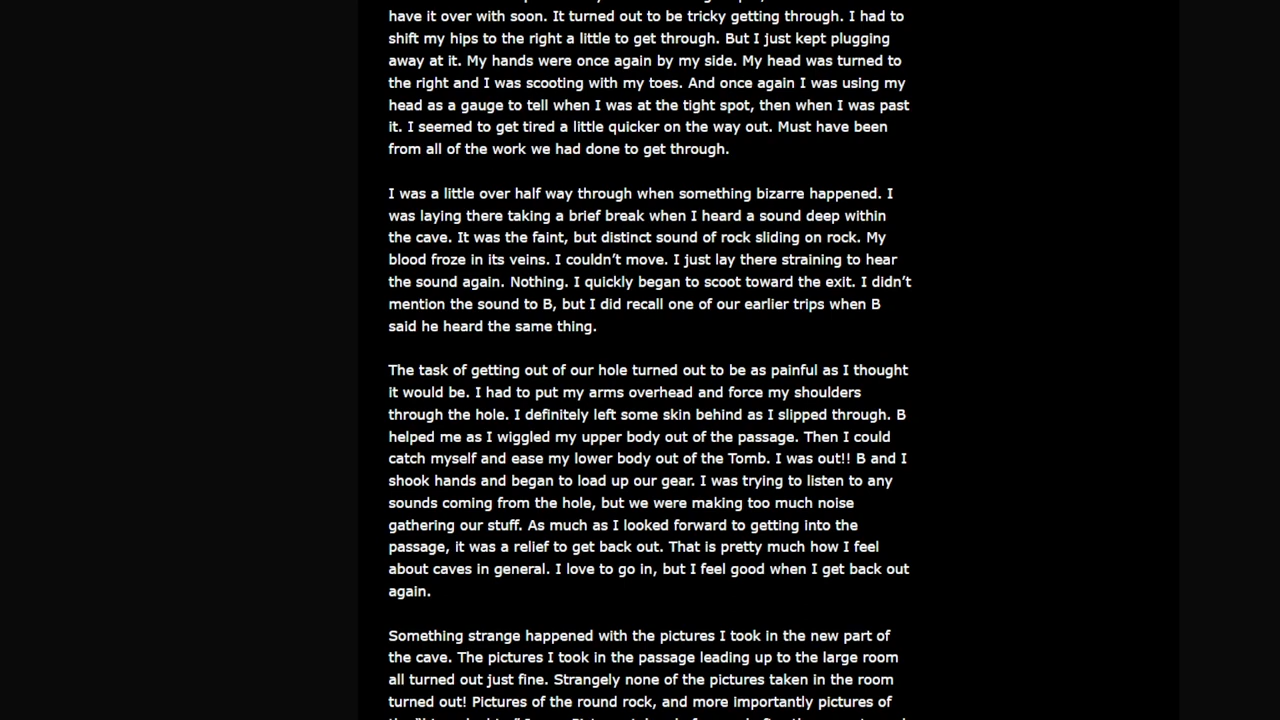 have it over with soon. It turned out to be tricky getting through. I had to
shift my hips to the right a little to get through. But I just kept plugging
away at it. My hands were once again by my side. My head was turned to
the right and I was scooting with my toes. And once again I was using my
head as a gauge to tell when I was at the tight spot, then when I was past
it. I seemed to get tired a little quicker on the way out. Must have been
from all of the work we had done to get through.
I was a little over half way through when something bizarre happened. I
was laying there taking a brief break when I heard a sound deep within
the cave. It was the faint, but distinct sound of rock sliding on rock. My
blood froze in its veins. I couldn’t move. I just lay there straining to hear
the sound again. Nothing. I quickly began to scoot toward the exit. I didn’t
mention the sound to B, but I did recall one of our earlier trips when B
said he heard the same thing.
The task of getting out of our hole turned out to be as painful as I thought
it would be. I had to put my arms overhead and force my shoulders
through the hole. I definitely left some skin behind as I slipped through. B
helped me as I wiggled my upper body out of the passage. Then I could
catch myself and ease my lower body out of the Tomb. I was out!! B and I
shook hands and began to load up our gear. I was trying to listen to any
sounds coming from the hole, but we were making too much noise
gathering our stuff. As much as I looked forward to getting into the
passage, it was a relief to get back out. That is pretty much how I feel
about caves in general. I love to go in, but I feel good when I get back out
again.
Something strange happened with the pictures I took in the new part of
the cave. The pictures I took in the passage leading up to the large room
all turned out just fine. Strangely none of the pictures taken in the room
turned out! Pictures of the round rock, and more importantly pictures of